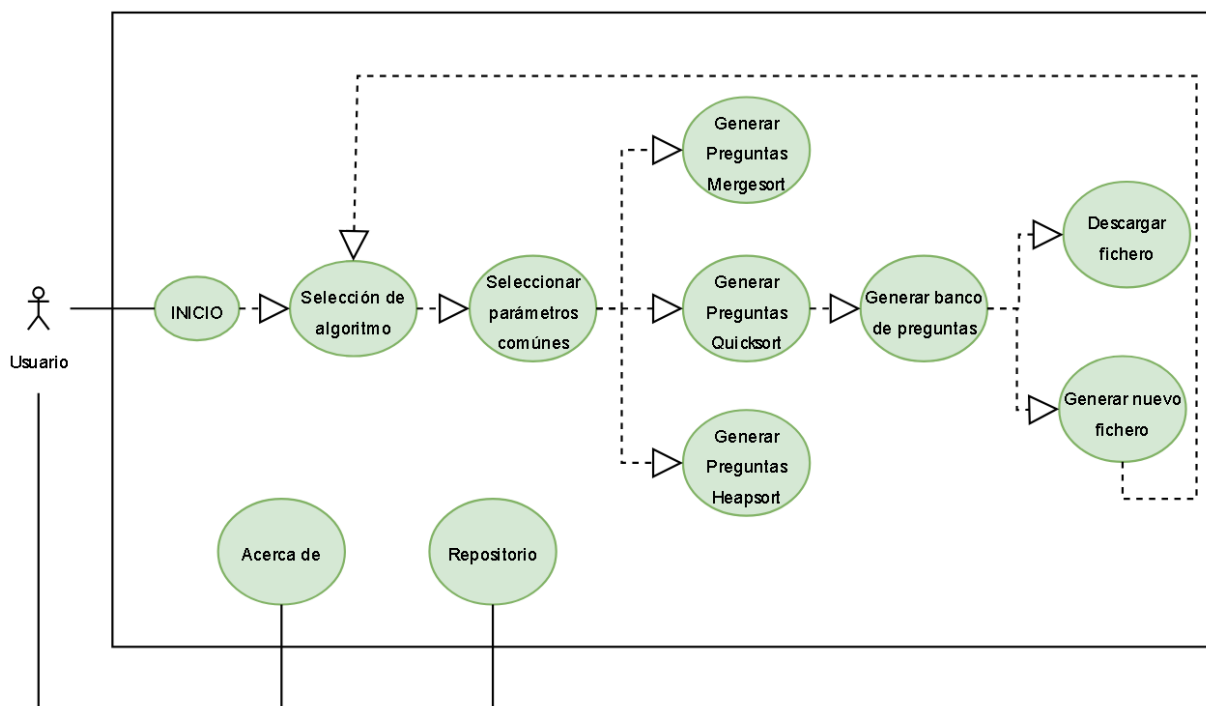 Generar
Preguntas
Mergesort
Descargar
fichero
Usuario
INICIO
Selección de
algoritmo
Seleccionar
parámetros
comúnes
Generar
Preguntas
Quicksort
Generar banco
de preguntas
Generar nuevo
fichero
Generar
Preguntas
Heapsort
Acerca de
Repositorio